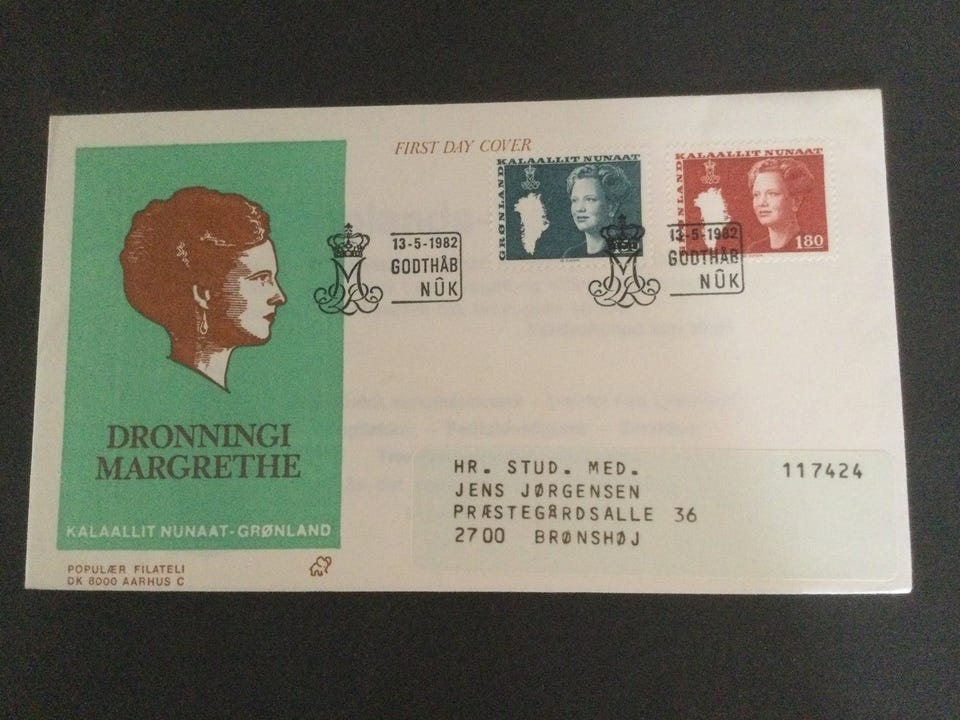 FIRST DAY COVER
KALAALLIT NUNAAT
GRØNLAND
KALAALLIT NUNAAT
GRØNLAND
180
13-5-1982
GODTHÅB
NÛK
13-5-1982
GODTHÅB
NÛK
DRONNINGI
MARGRETHE
KALAALLIT NUNAAT-GRØNLAND
POPULÆR FILATELI
DK 8000 AARHUS C
HR. STUD. MED. 117424
JENS JØRGENSEN
PRÆSTEGÅRDSALLE 36
2700 BRØNSHØJ